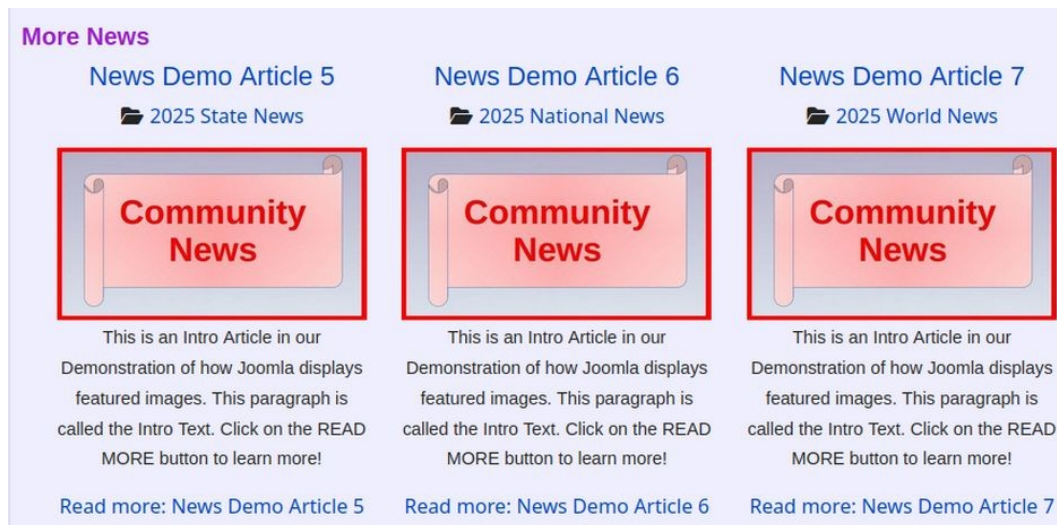 More News
News Demo Article 5
2025 State News
Community
News
This is an Intro Article in our
Demonstration of how Joomla displays
featured images. This paragraph is
called the Intro Text. Click on the READ
MORE button to learn more!
Read more: News Demo Article 5
News Demo Article 6
2025 National News
Community
News
This is an Intro Article in our
Demonstration of how Joomla displays
featured images. This paragraph is
called the Intro Text. Click on the READ
MORE button to learn more!
Read more: News Demo Article 6
News Demo Article 7
2025 World News
Community
News
This is an Intro Article in our
Demonstration of how Joomla displays
featured images. This paragraph is
called the Intro Text. Click on the READ
MORE button to learn more!
Read more: News Demo Article 7